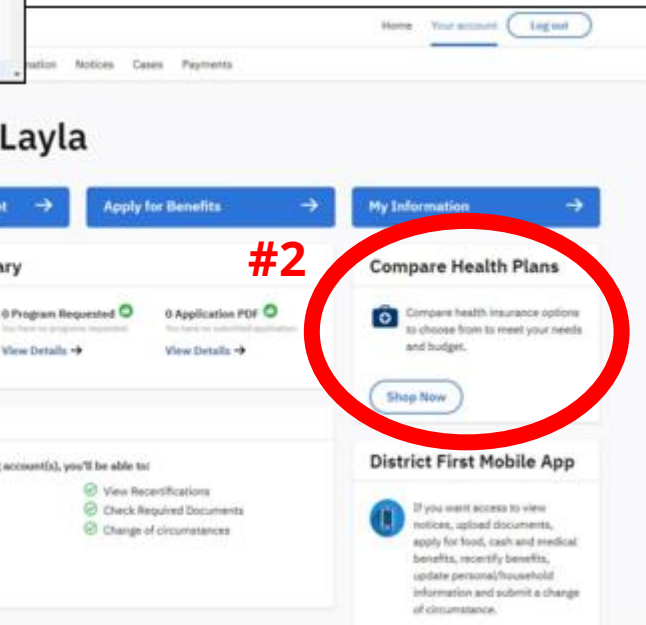 Home Your account Log out
Notices Cases Payments
Layla
Apply for Benefits
My Information
#2
Compare Health Plans
0 Program Requested
0 Application PDF
View Details
View Details
Compare health insurance options
to choose from to meet your needs
and budget.
Shop Now
account(s), you'll be able to:
View Recertifications
Check Required Documents
Change of circumstances
District First Mobile App
If you want access to view
notices, upload documents,
apply for food, cash and medical
benefits, recertify benefits,
update personal/household
information and submit a change
of circumstance.